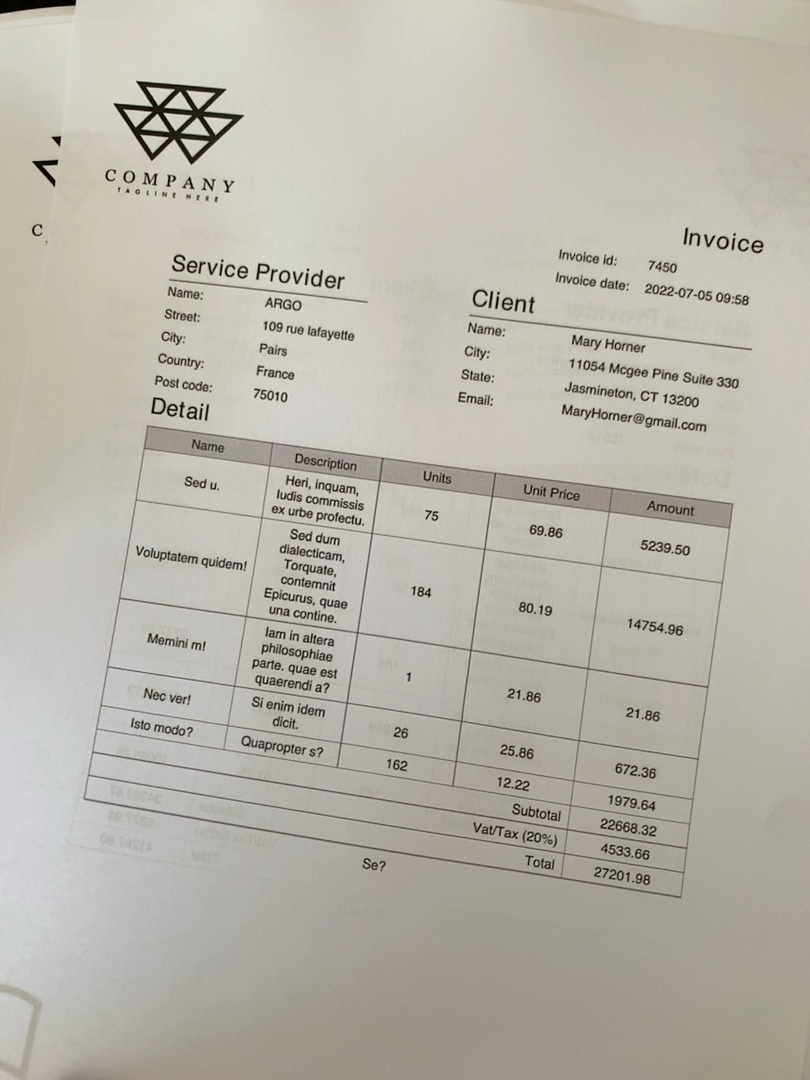 COMPANY
TAGLINE HERE
C
Invoice
Invoice id: 7450
Invoice date: 2022-07-05 09:58
Service Provider
Name: ARGO
Street: 109 rue lafayette
City: Pairs
Country: France
Post code: 75010
Client
Name: Mary Horner
City: 11054 Mcgee Pine Suite 330
State: Jasmineton, CT 13200
Email: MaryHorner@gmail.com
Detail
Name Description Units Unit Price Amount
Sed u. Heri, inquam, 75 69.86 5239.50
ludis commissis
ex urbe profectu.
Voluptatem quidem! Sed dum 184 80.19 14754.96
dialecticam,
Torquate,
contemnit
Epicurus, quae
una contine.
Memini m! Iam in altera 1 21.86 21.86
philosophiae
parte. quae est
quaerendi a?
Nec ver! Si enim idem 26 25.86 672.36
dicit.
Isto modo? Quapropter s? 162 12.22 1979.64
Subtotal 22668.32
Vat/Tax (20%) 4533.66
Total 27201.98
Se?